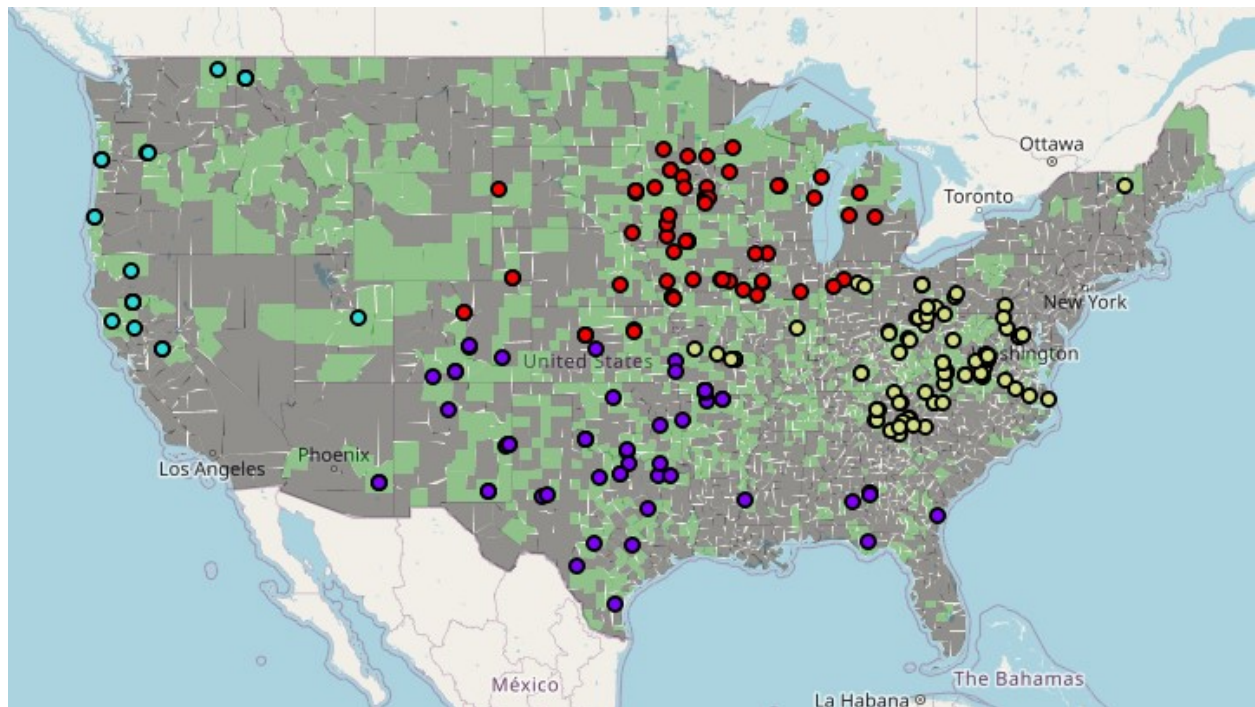 Ottawa
Toronto
New York
United States
Washington
Los Angeles
Phoenix
México
The Bahamas
La Habana